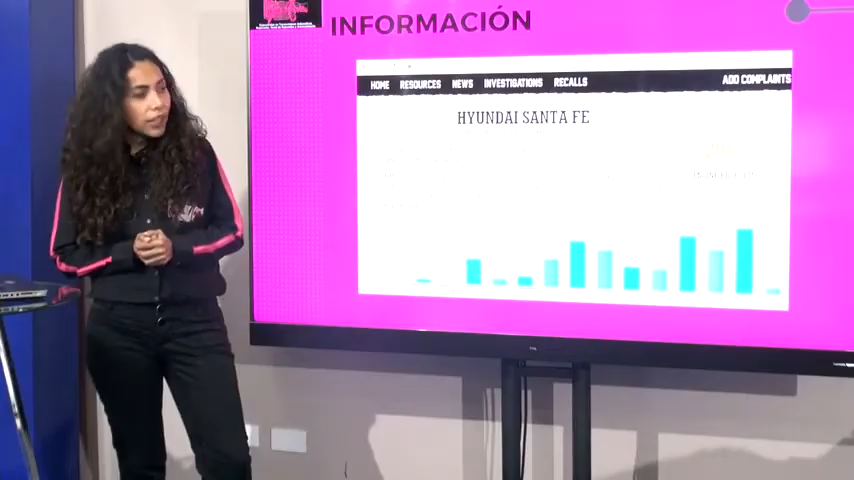 INFORMACIÓN
HOME RESOURCES NEWS INVESTIGATIONS RECALLS ADD COMPLAINTS
HYUNDAI SANTA FE